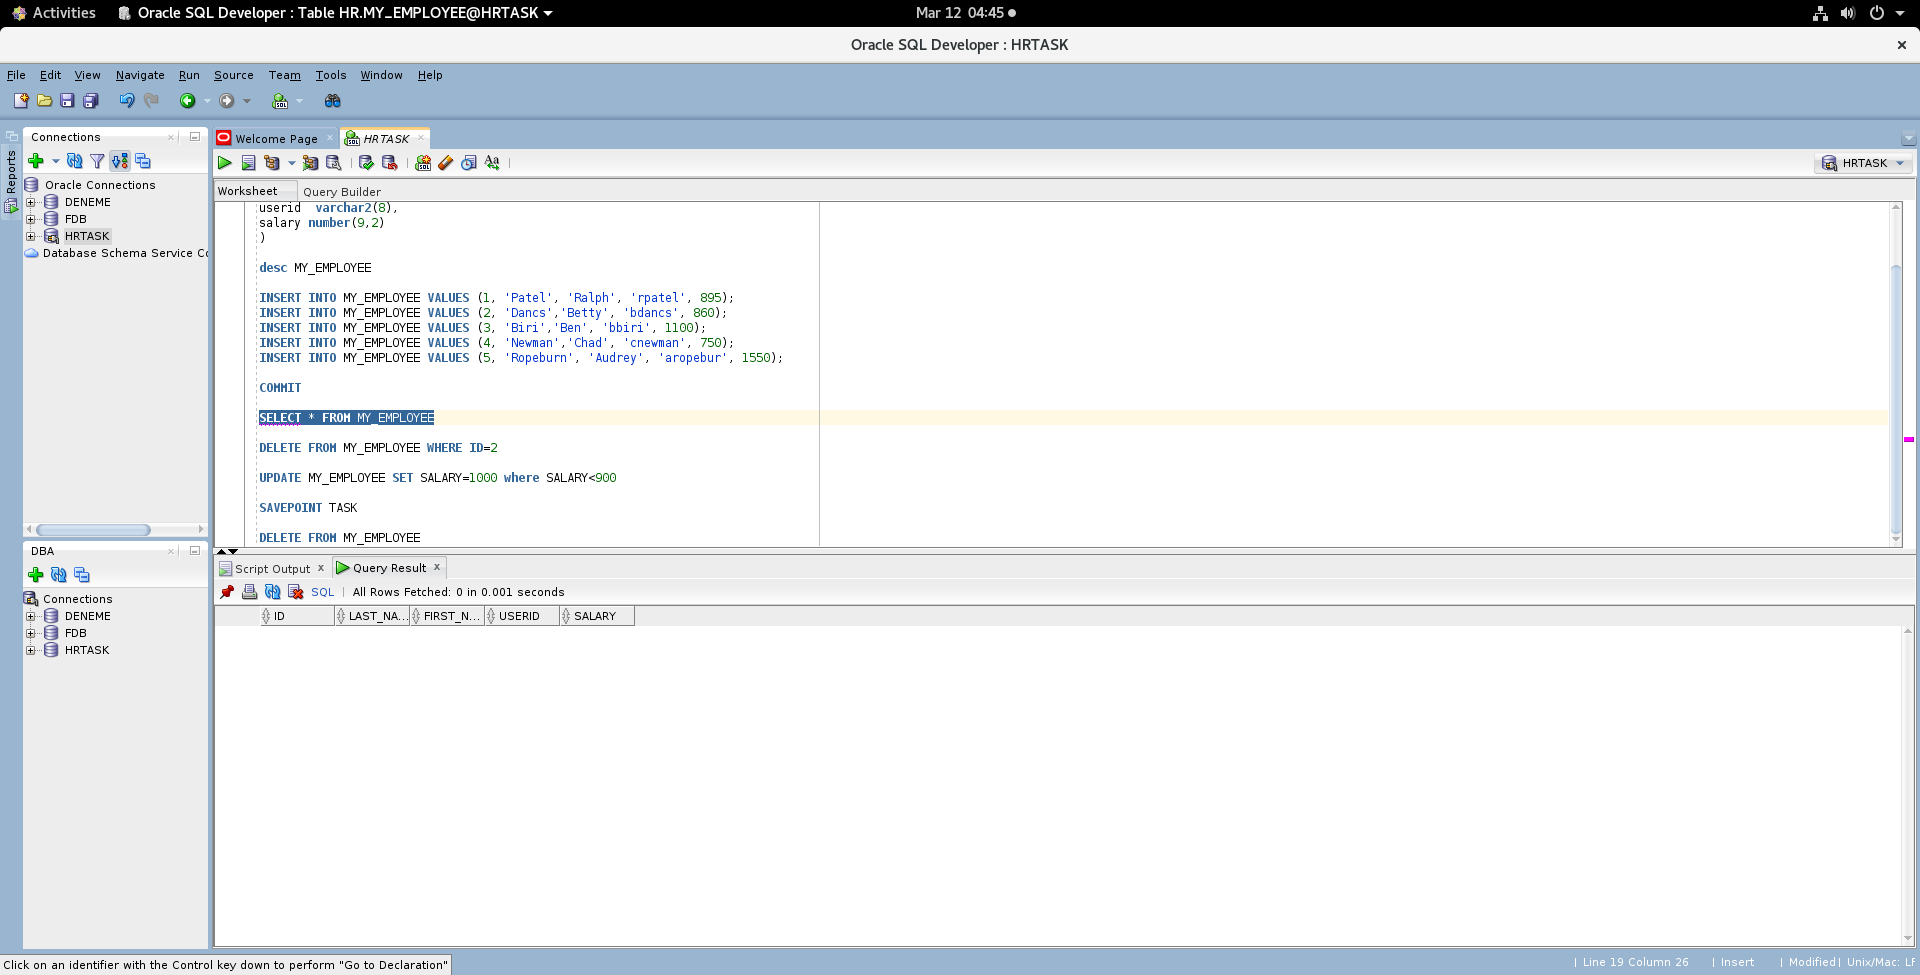 Activities
Oracle SQL Developer : Table HR.MY_EMPLOYEE@HRTASK
Mar 12 04:45
Oracle SQL Developer : HRTASK
File Edit View Navigate Run Source Team Tools Window Help
Reports
Connections
Oracle Connections
DENEME
FDB
HRTASK
Database Schema Service Co
Welcome Page
HRTASK
HRTASK
Worksheet
Query Builder
userid varchar2(8),
salary number(9,2)
)
desc MY_EMPLOYEE
INSERT INTO MY_EMPLOYEE VALUES (1, 'Patel', 'Ralph', 'rpatel', 895);
INSERT INTO MY_EMPLOYEE VALUES (2, 'Dancs','Betty', 'bdancs', 860);
INSERT INTO MY_EMPLOYEE VALUES (3, 'Biri','Ben', 'bbiri', 1100);
INSERT INTO MY_EMPLOYEE VALUES (4, 'Newman','Chad', 'cnewman', 750);
INSERT INTO MY_EMPLOYEE VALUES (5, 'Ropeburn', 'Audrey', 'aropebur', 1550);
COMMIT
SELECT * FROM MY_EMPLOYEE
DELETE FROM MY_EMPLOYEE WHERE ID=2
UPDATE MY_EMPLOYEE SET SALARY=1000 where SALARY<900
SAVEPOINT TASK
DELETE FROM MY_EMPLOYEE
DBA
Connections
DENEME
FDB
HRTASK
Script Output
Query Result
SQL | All Rows Fetched: 0 in 0.001 seconds
ID LAST_NA... FIRST_N... USERID SALARY
Click on an identifier with the Control key down to perform "Go to Declaration"
| Line 19 Column 26 | Insert | Modified | Unix/Mac: LF